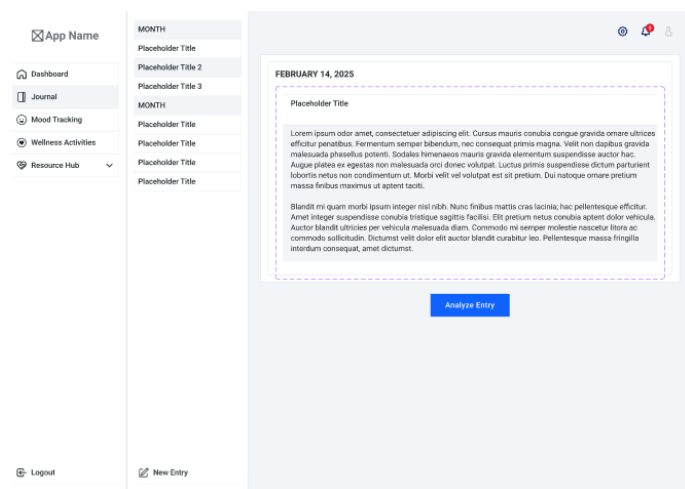 App Name
Dashboard
Journal
Mood Tracking
Wellness Activities
Resource Hub
Logout
MONTH
Placeholder Title
Placeholder Title 2
Placeholder Title 3
MONTH
Placeholder Title
Placeholder Title
Placeholder Title
Placeholder Title
New Entry
1
FEBRUARY 14, 2025
Placeholder Title
Lorem ipsum odor amet, consectetuer adipiscing elit. Cursus mauris conubia congue gravida ornare ultrices
efficitur penatibus. Fermentum semper bibendum, nec consequat primis magna. Velit non dapibus gravida
malesuada phasellus potenti. Sodales himenaeos mauris gravida elementum suspendisse auctor hac.
Augue platea ex egestas non malesuada orci donec volutpat. Luctus primis suspendisse dictum parturient
lobortis netus non condimentum ut. Morbi velit vel volutpat est sit pretium. Dui natoque ornare pretium
massa finibus maximus ut aptent taciti.
Blandit mi quam morbi ipsum integer nisl nibh. Nunc finibus mattis cras lacinia; hac pellentesque efficitur.
Amet integer suspendisse conubia tristique sagittis facilisi. Elit pretium netus conubia aptent dolor vehicula.
Auctor blandit ultricies per vehicula malesuada diam. Commodo mi semper molestie nascetur litora ac
commodo sollicitudin. Dictumst velit dolor elit auctor blandit curabitur leo. Pellentesque massa fringilla
interdum consequat, amet dictumst.
Analyze Entry